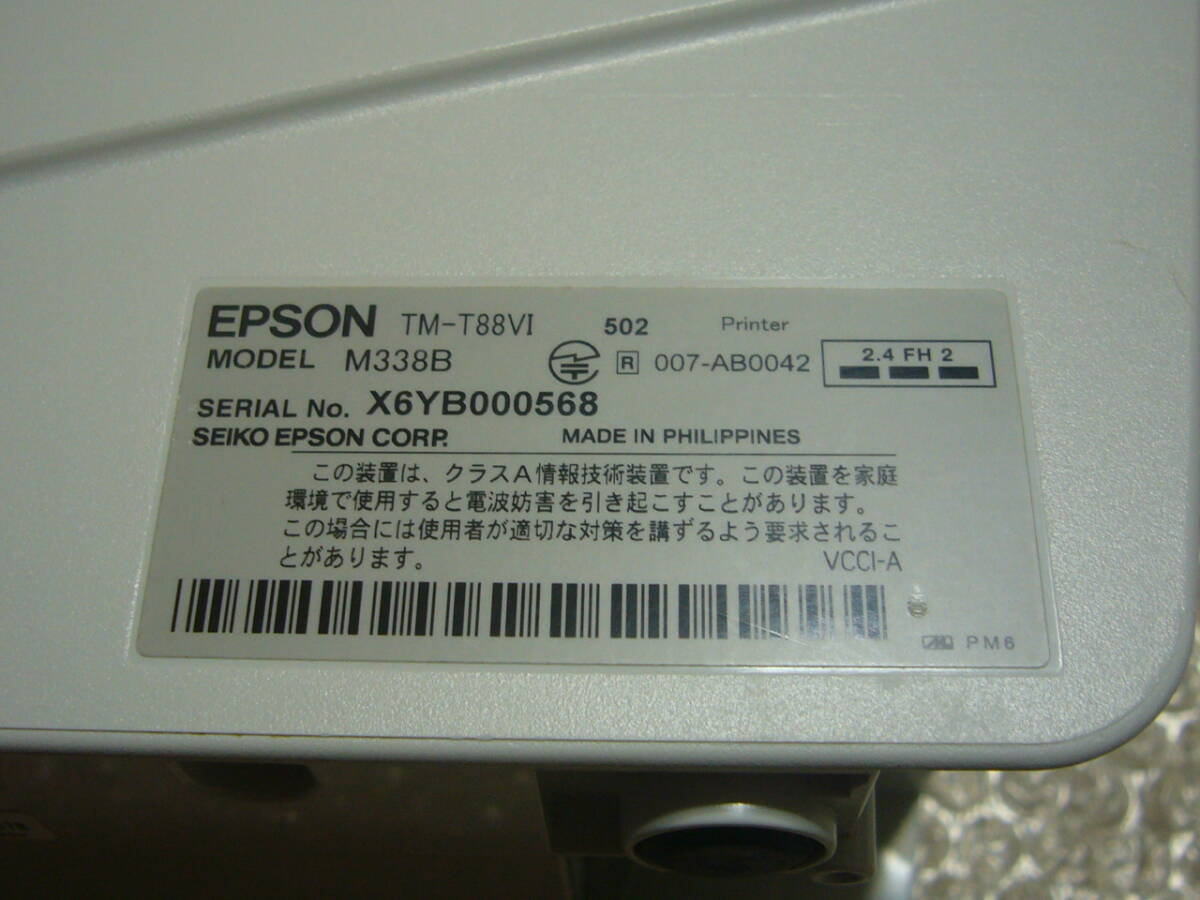 EPSON TM-T88VI 502 Printer
MODEL M338B R 007-AB0042 2.4 FH 2
SERIAL No. X6YB000568
SEIKO EPSON CORP. MADE IN PHILIPPINES
この装置は、クラスA情報技術装置です。この装置を家庭
環境で使用すると電波妨害を引き起こすことがあります。
この場合には使用者が適切な対策を講ずるよう要求されるこ
とがあります。 VCCI-A
PM6